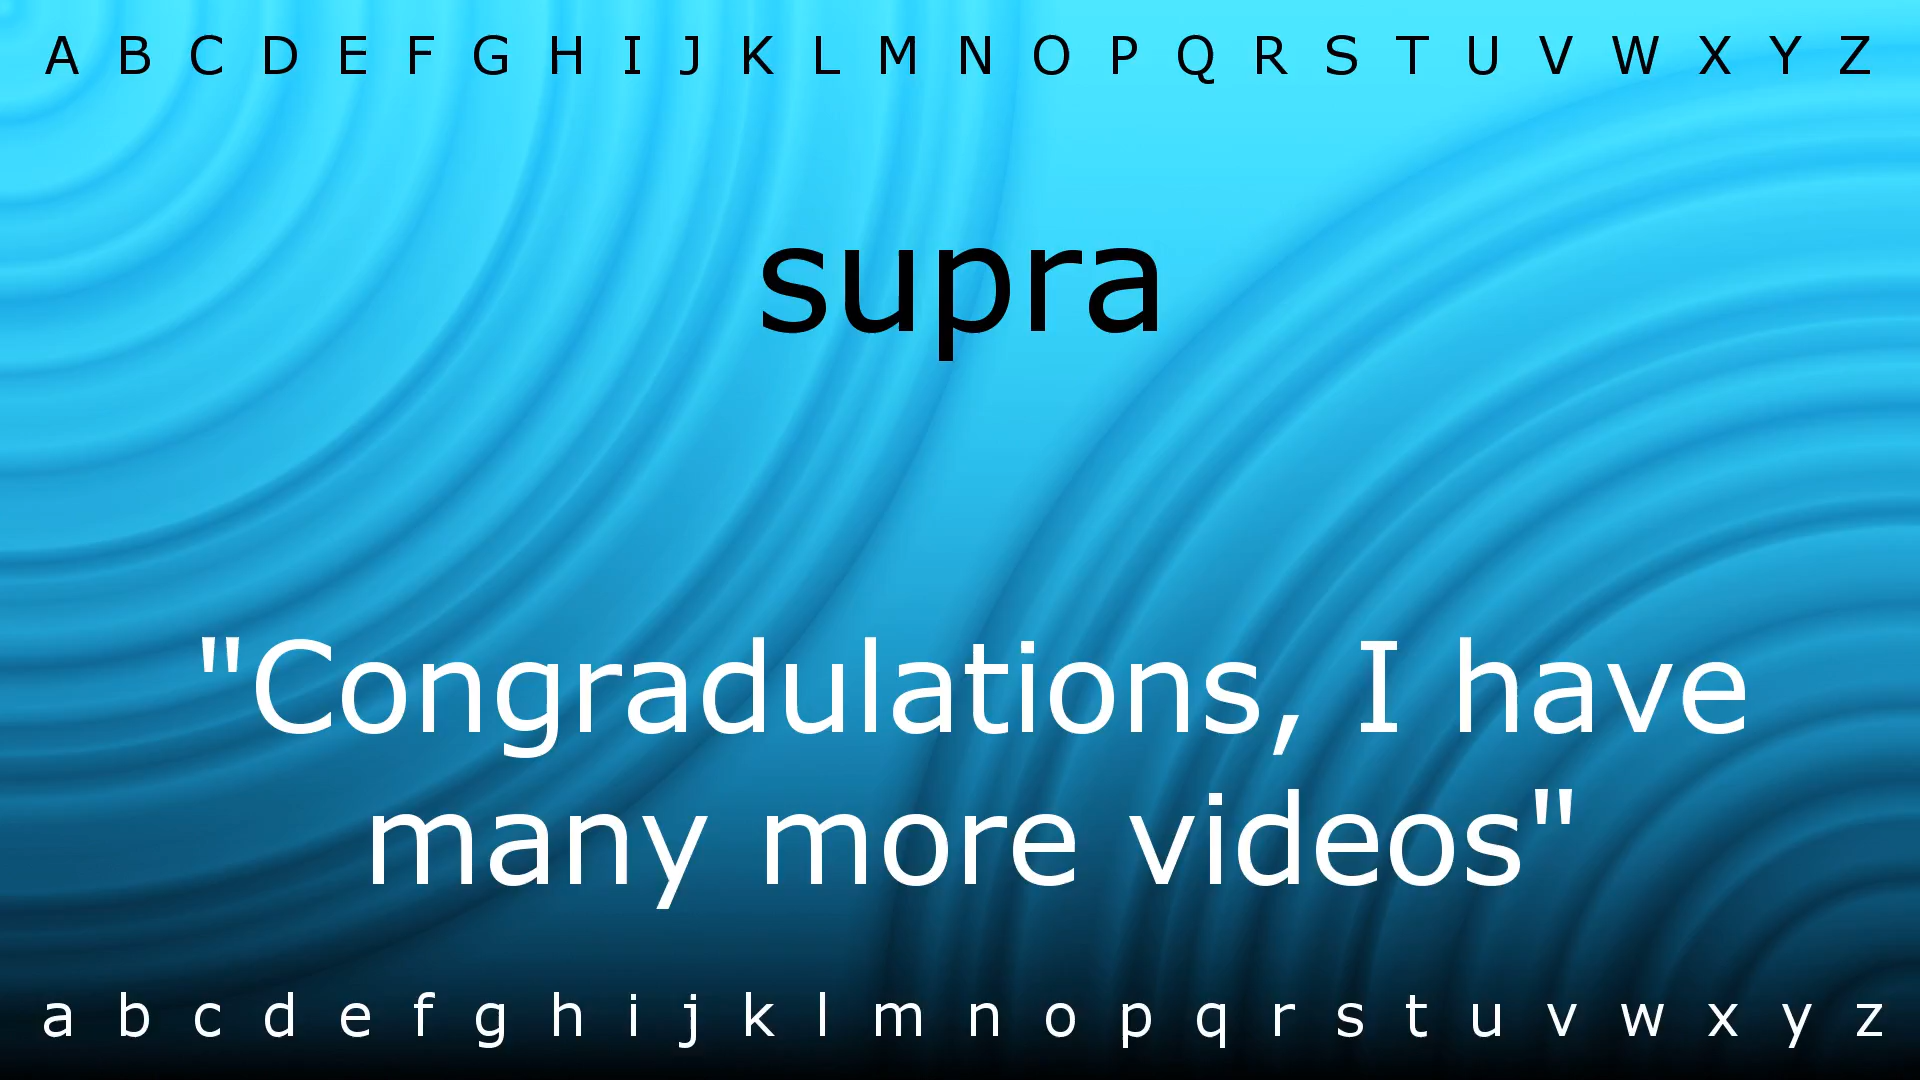 A B C D E F G H I J K L M N O P Q R S T U V W X Y Z
supra
"Congradulations, I have
many more videos"
a b c d e f g h i j k l m n o p q r s t u v w x y z